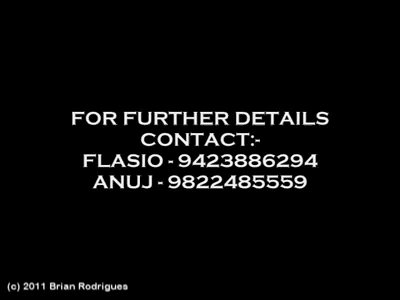 FOR FURTHER DETAILS
CONTACT:-
FLASIO - 9423886294
ANUJ - 9822485559
(c) 2011 Brian Rodrigues